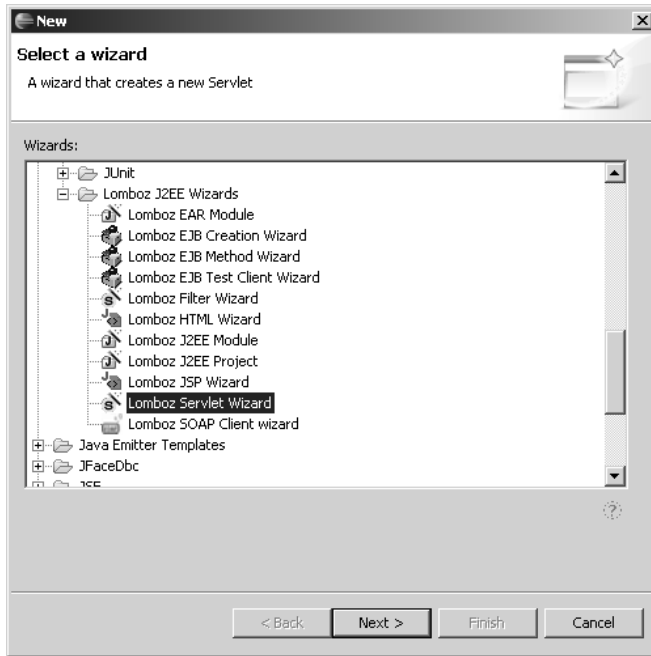 New
Select a wizard
A wizard that creates a new Servlet
Wizards:
JUnit
Lomboz J2EE Wizards
Lomboz EAR Module
Lomboz EJB Creation Wizard
Lomboz EJB Method Wizard
Lomboz EJB Test Client Wizard
Lomboz Filter Wizard
Lomboz HTML Wizard
Lomboz J2EE Module
Lomboz J2EE Project
Lomboz JSP Wizard
Lomboz Servlet Wizard
Lomboz SOAP Client wizard
Java Emitter Templates
JFaceDbc
< Back Next > Finish Cancel